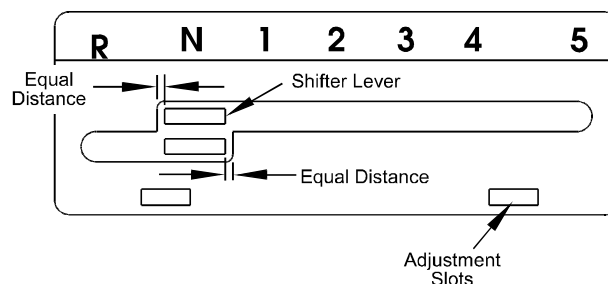 R N 1 2 3 4 5
Equal
Distance
Shifter Lever
Equal Distance
Adjustment
Slots